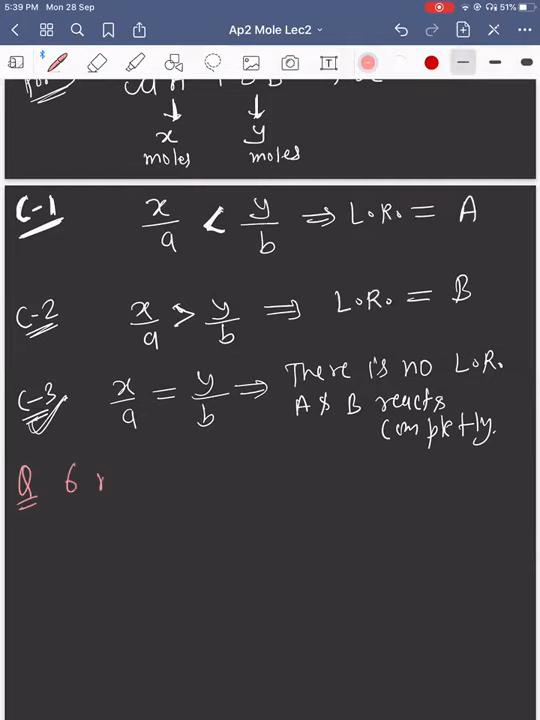 5:39 PM Mon 28 Sep
51%
Ap2 Mole Lec2
T
x y
moles moles
C-1 x/a < y/b ⇒ L.R. = A
C-2 x/a > y/b ⇒ L.R. = B
C-3 x/a = y/b ⇒ There is no L.R.
A & B reacts
completly.
Q 6